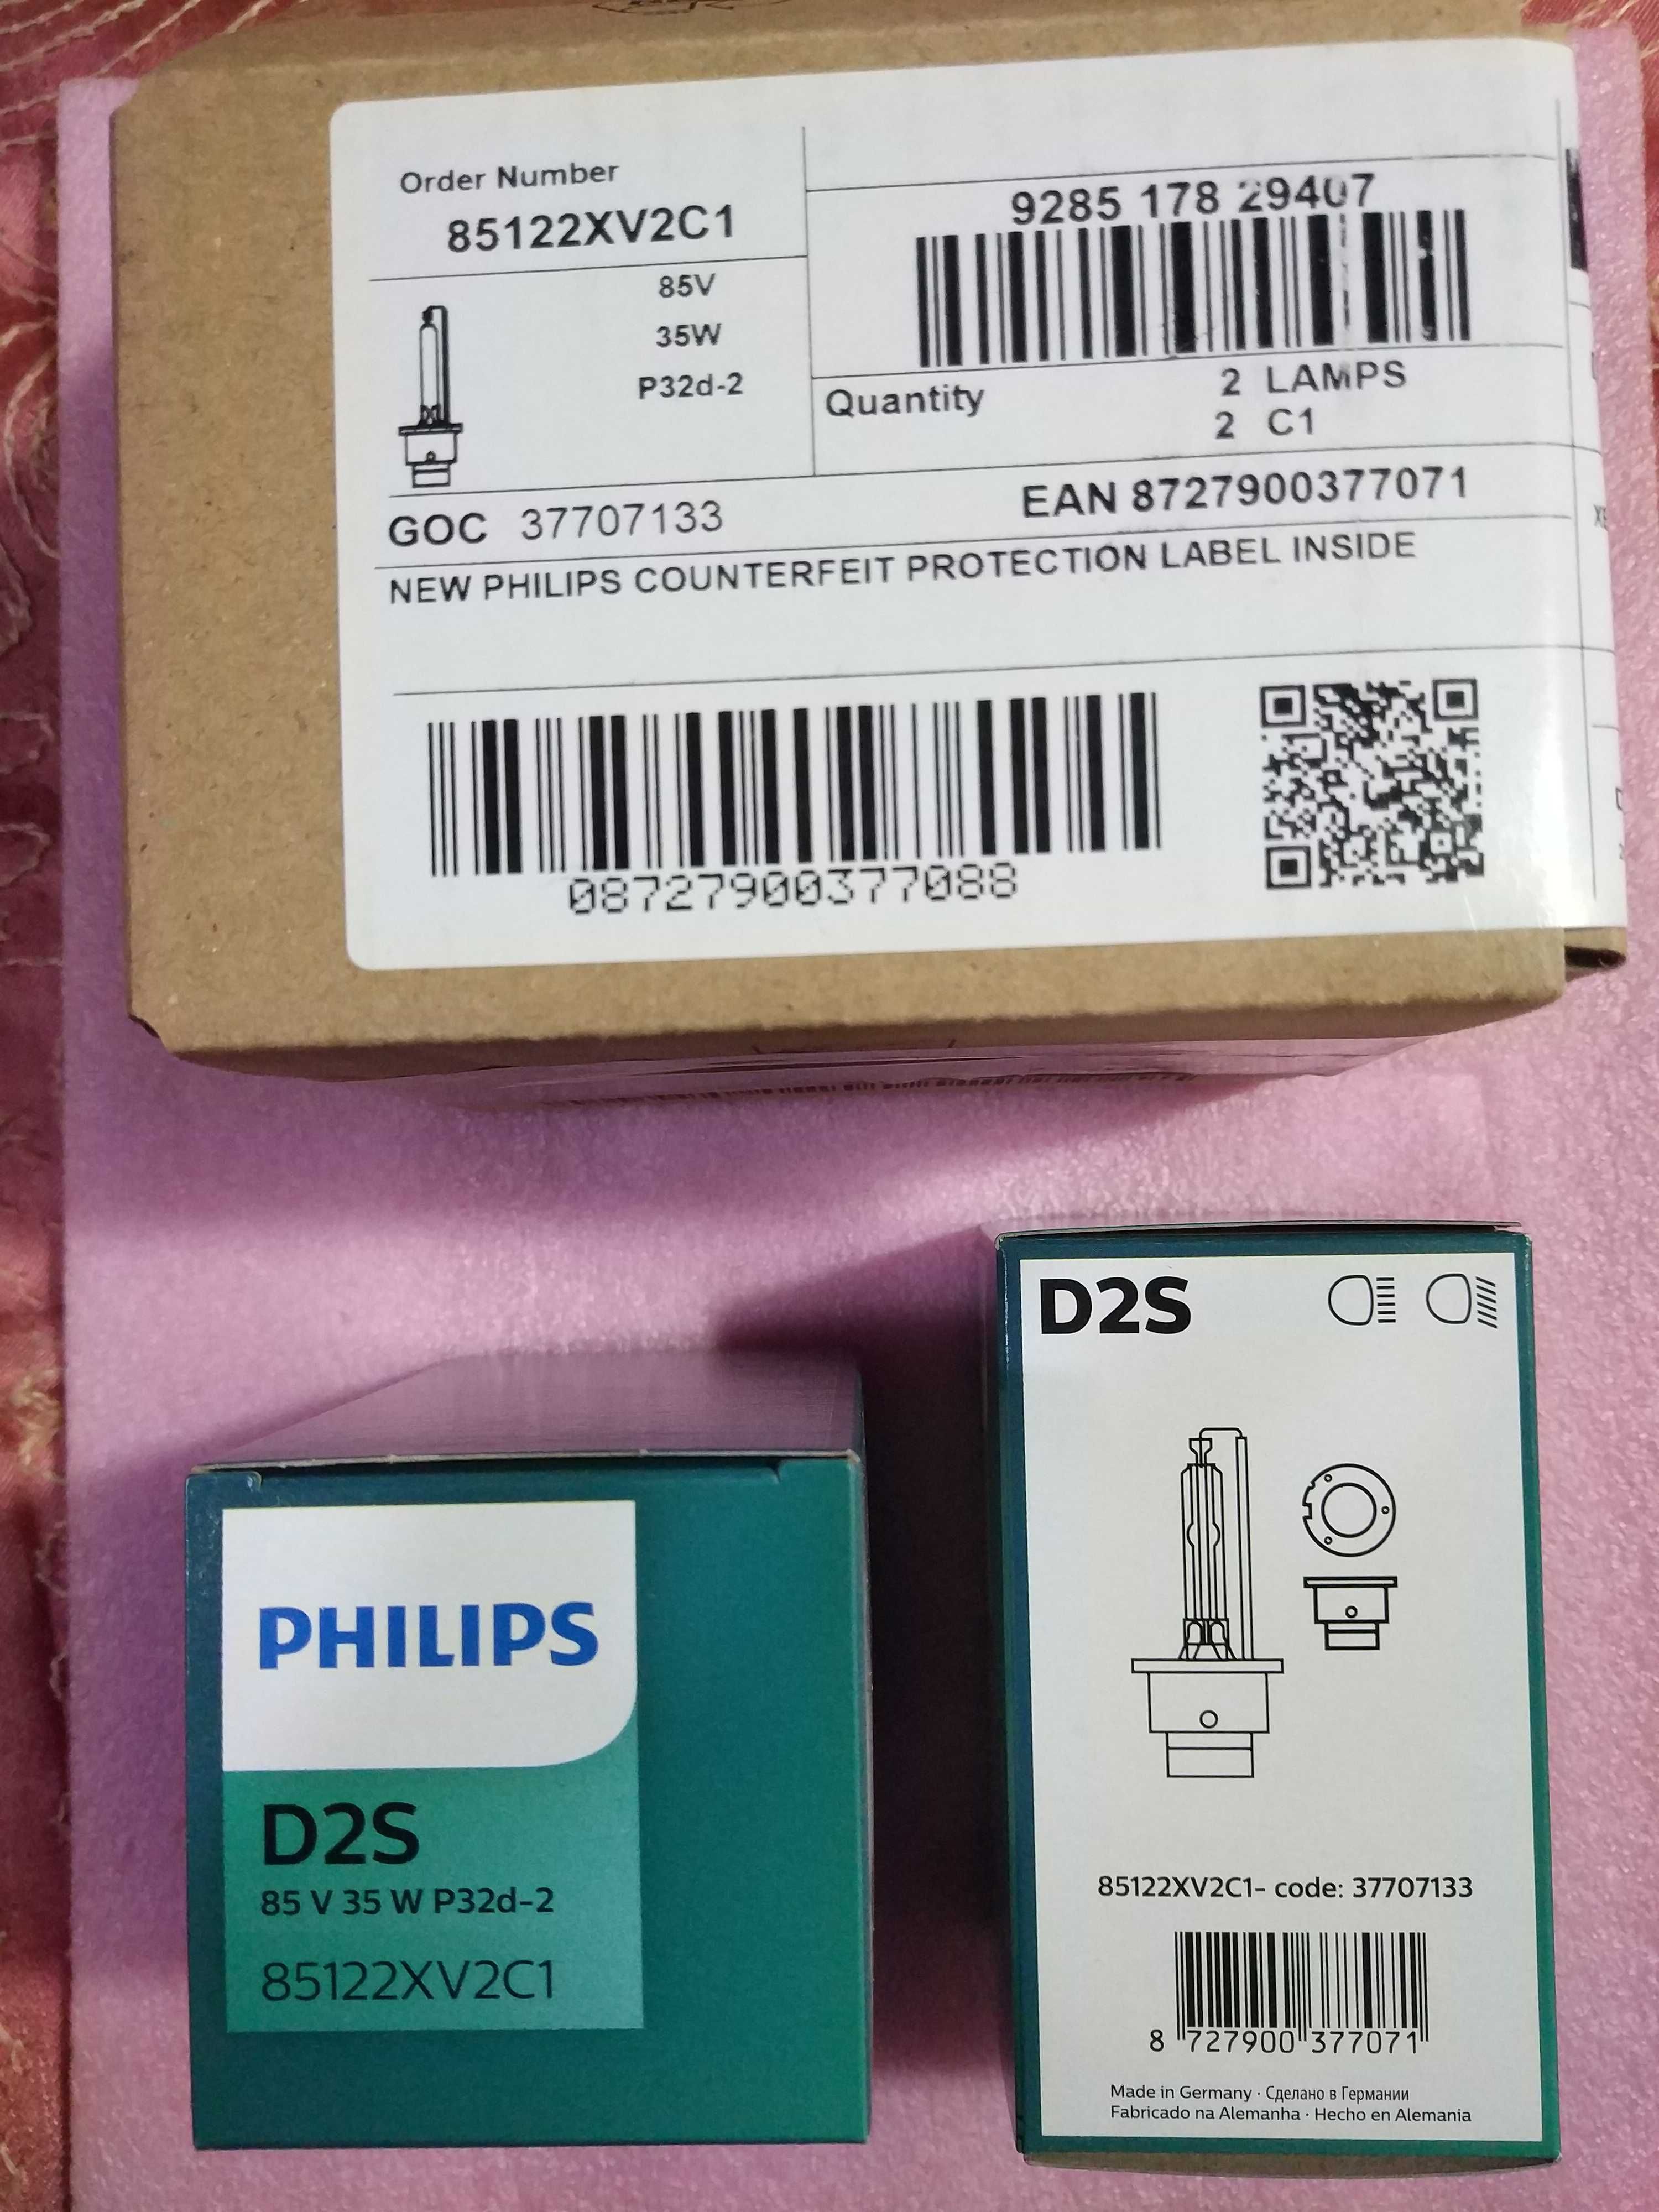 Order Number
85122XV2C1
85V
35W
P32d-2
9285 178 29407
Quantity 2 LAMPS
2 C1
GOC 37707133
EAN 8727900377071
NEW PHILIPS COUNTERFEIT PROTECTION LABEL INSIDE
08727900377088
PHILIPS
D2S
85 V 35 W P32d-2
85122XV2C1
D2S
85122XV2C1- code: 37707133
8 727900 377071
Made in Germany · Сделано в Германии
Fabricado na Alemanha · Hecho en Alemania